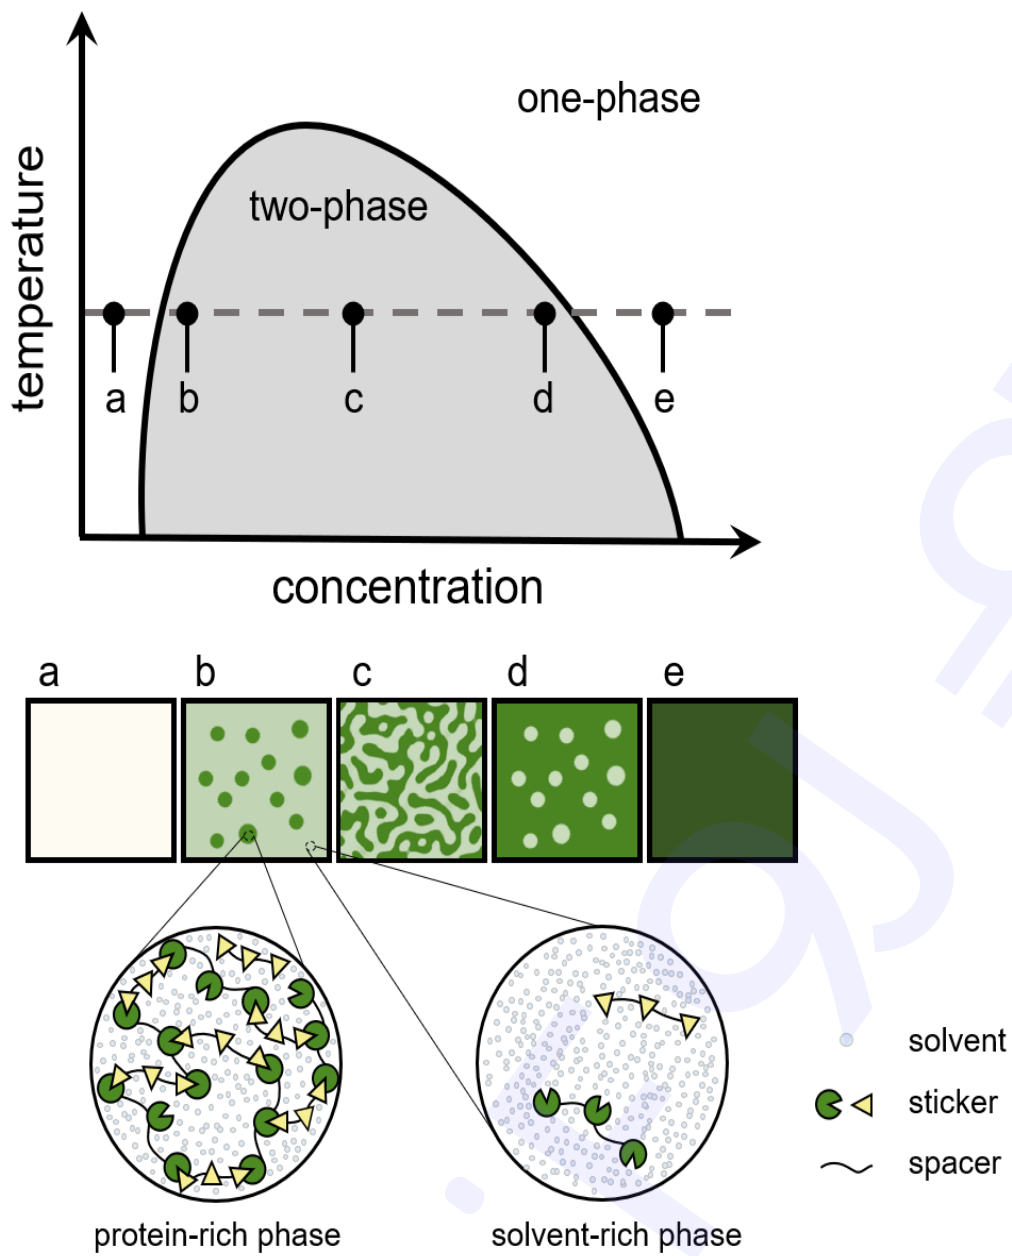 temperature
one-phase
two-phase
a b c d e
concentration
a b c d e
solvent
sticker
spacer
protein-rich phase
solvent-rich phase